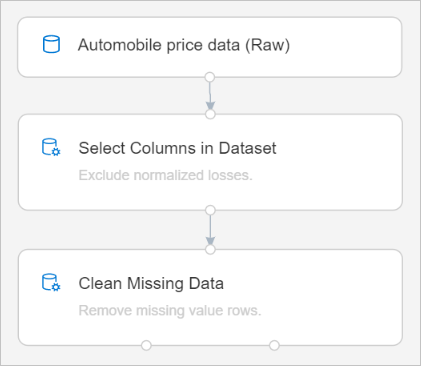 Automobile price data (Raw)
Select Columns in Dataset
Exclude normalized losses.
Clean Missing Data
Remove missing value rows.